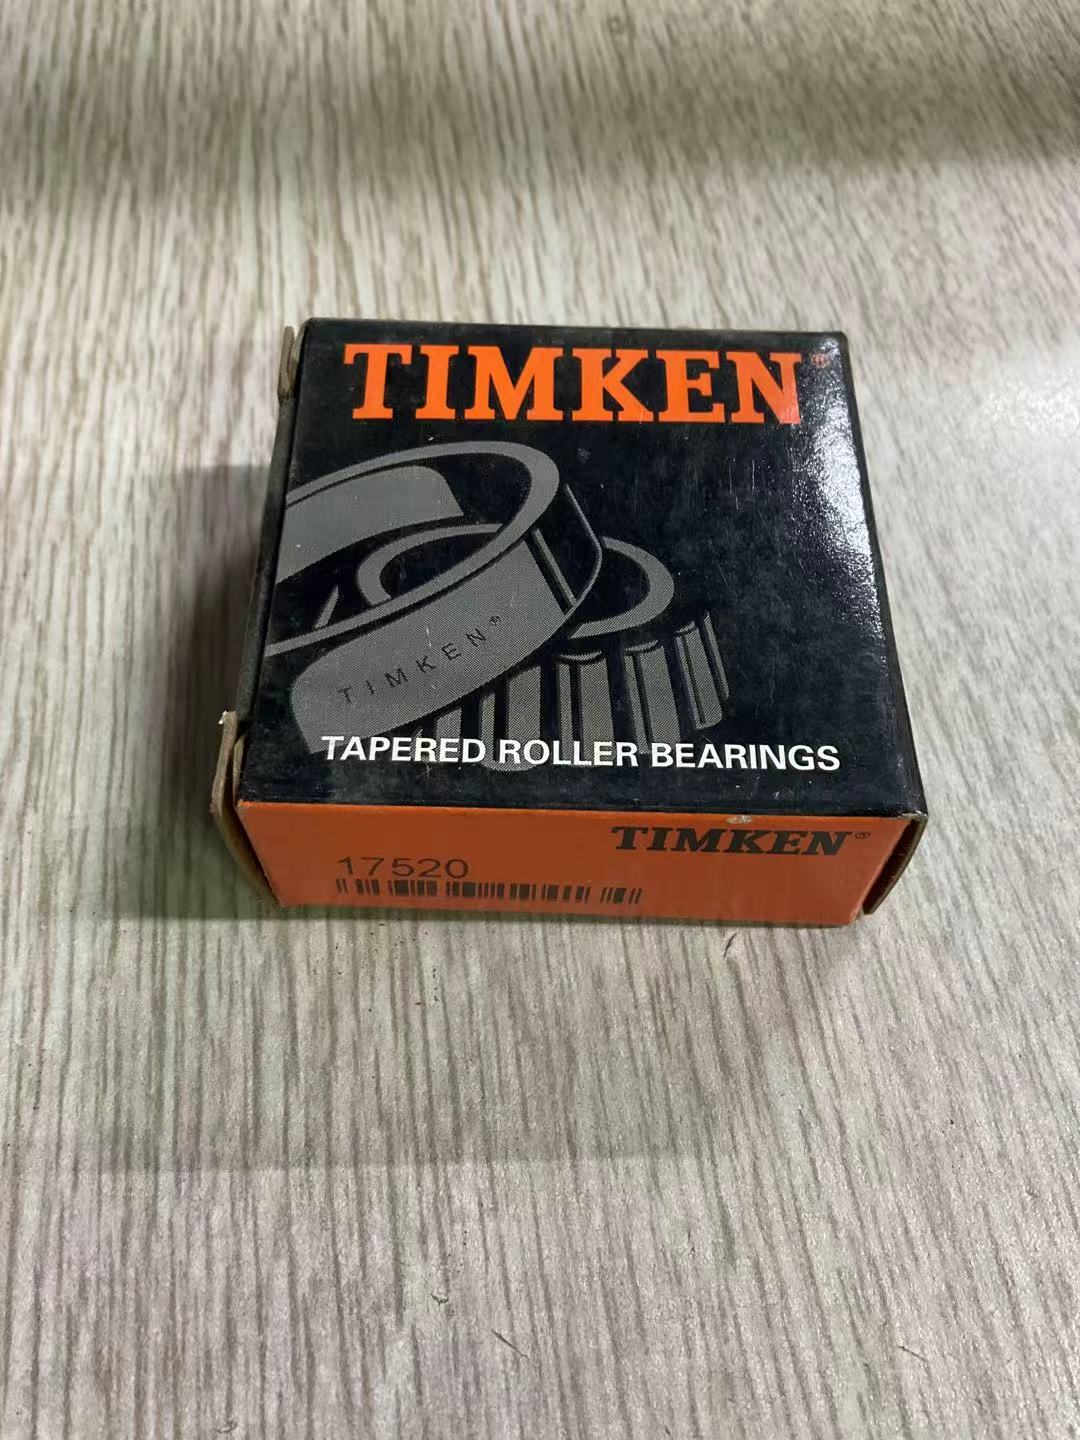 TIMKEN®
TIMKEN®
TAPERED ROLLER BEARINGS
TIMKEN®
17520